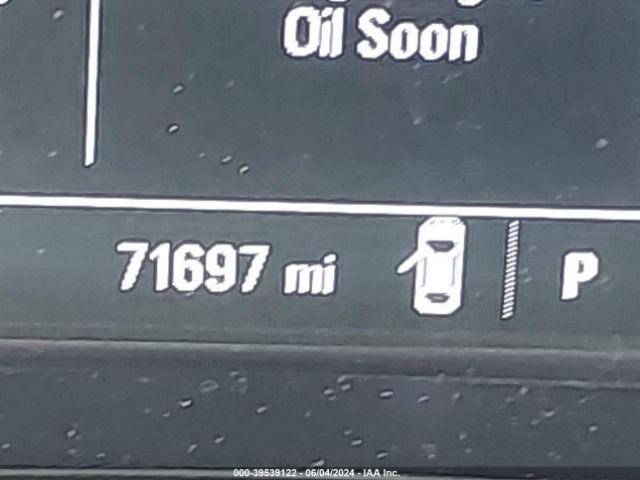 Oil Soon
71697 mi P
000-39539122 - 06/04/2024 - IAA Inc.